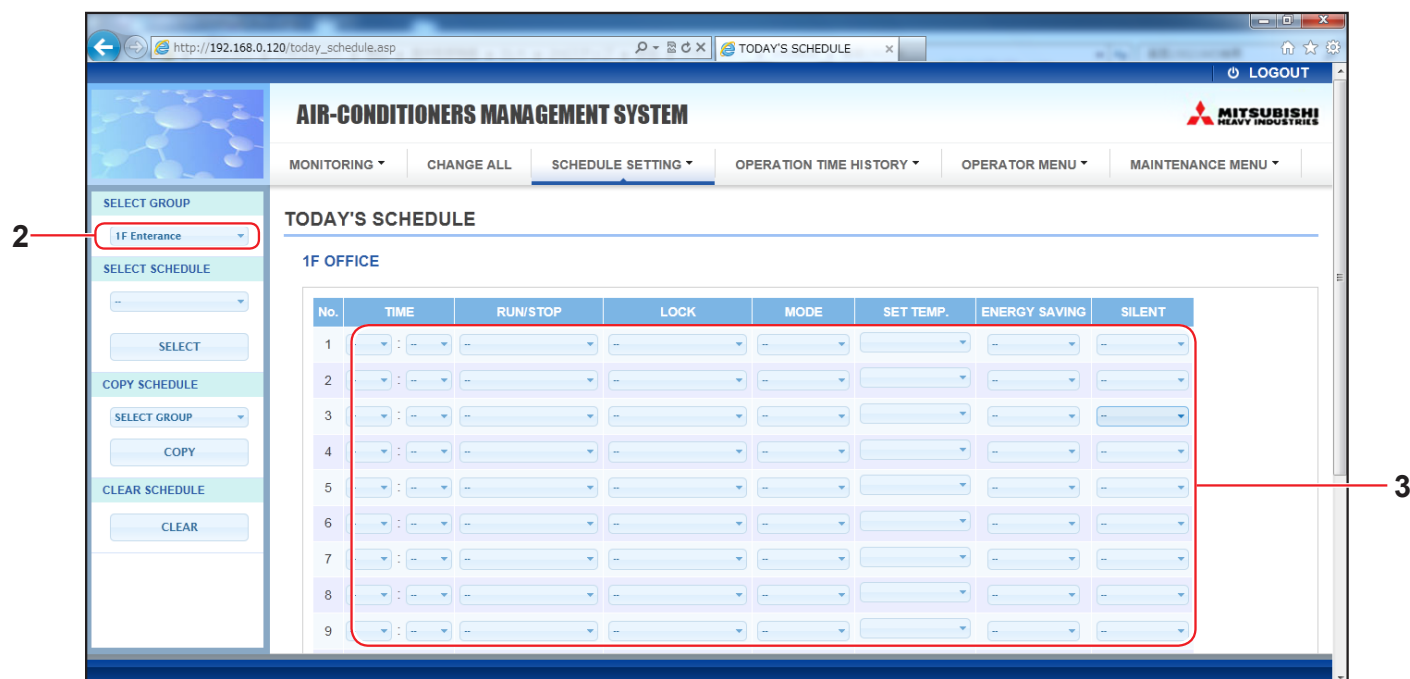 http://192.168.0.120/today_schedule.asp
TODAY'S SCHEDULE
LOGOUT
AIR-CONDITIONERS MANAGEMENT SYSTEM
MITSUBISHI
HEAVY INDUSTRIES
MONITORING CHANGE ALL SCHEDULE SETTING OPERATION TIME HISTORY OPERATOR MENU MAINTENANCE MENU
SELECT GROUP
2
1F Enterance
SELECT SCHEDULE
--
SELECT
COPY SCHEDULE
SELECT GROUP
COPY
CLEAR SCHEDULE
CLEAR
TODAY'S SCHEDULE
1F OFFICE
No. TIME RUN/STOP LOCK MODE SET TEMP. ENERGY SAVING SILENT
1 : -- -- -- -- -- --
2 : -- -- -- -- -- --
3 : -- -- -- -- -- --
4 : -- -- -- -- -- --
5 : -- -- -- -- -- --
6 : -- -- -- -- -- --
7 : -- -- -- -- -- --
8 : -- -- -- -- -- --
9 : -- -- -- -- -- --
3